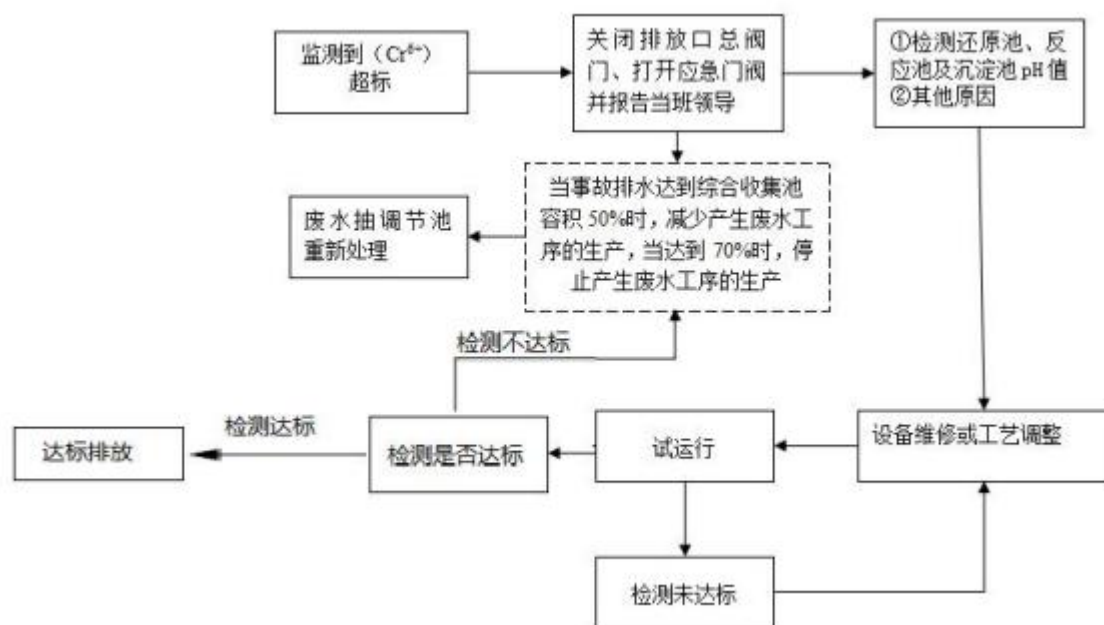 监测到（Cr⁶⁺）
超标
关闭排放口总阀
门、打开应急门阀
并报告当班领导
①检测还原池、反
应池及沉淀池 pH 值
②其他原因
当事故排水达到综合收集池
容积 50%时，减少产生废水工
序的生产，当达到 70%时，停
止产生废水工序的生产
废水抽调节池
重新处理
检测不达标
达标排放
检测达标
检测是否达标
试运行
设备维修或工艺调整
检测未达标